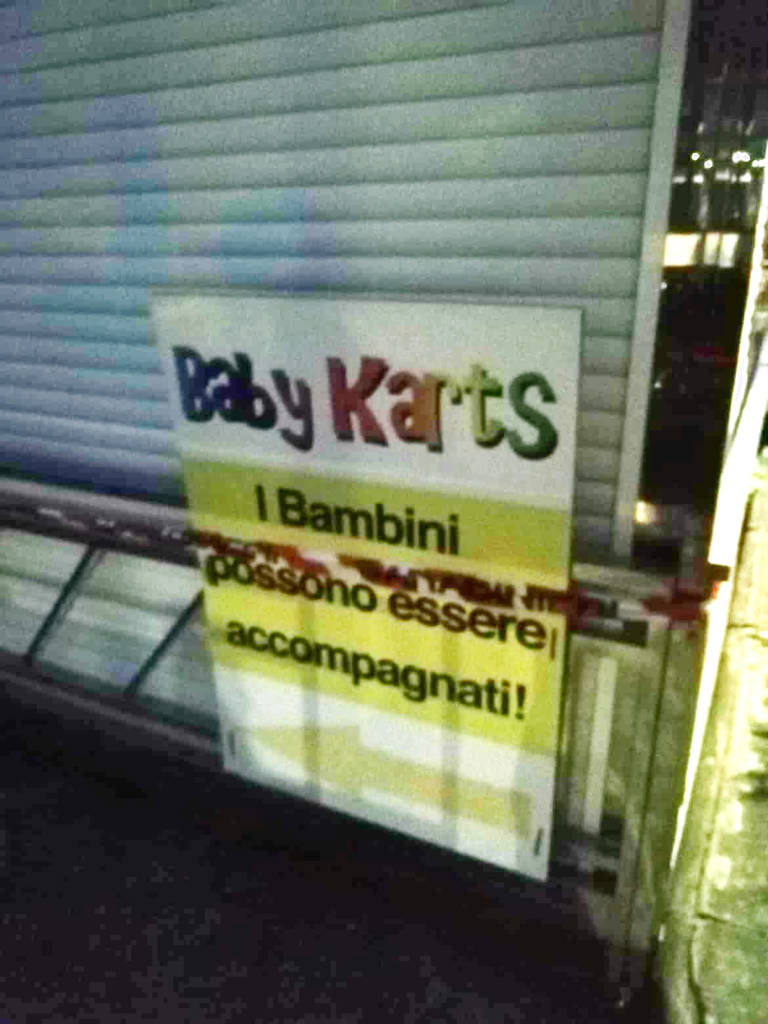 Baby Karts
I Bambini
possono essere
accompagnati!